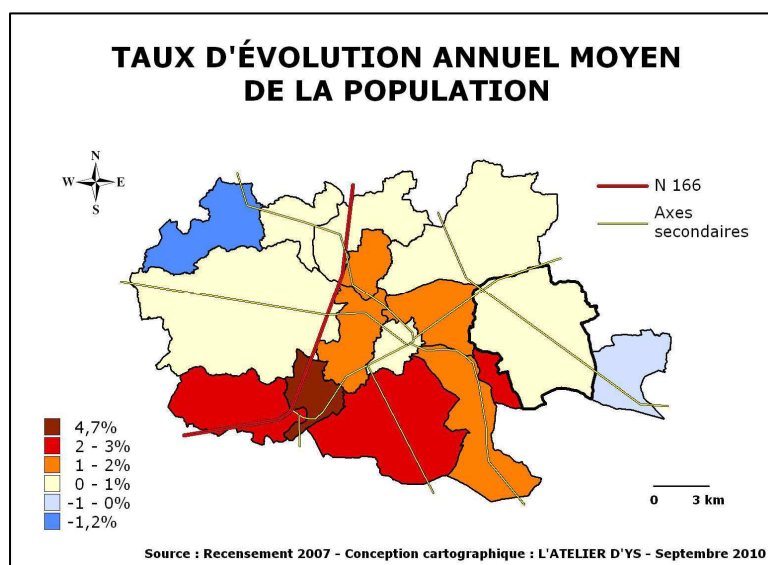 TAUX D'ÉVOLUTION ANNUEL MOYEN
DE LA POPULATION
N
W E
S
N 166
Axes
secondaires
4,7%
2 - 3%
1 - 2%
0 - 1%
-1 - 0%
-1,2%
0 3 km
Source : Recensement 2007 - Conception cartographique : L'ATELIER D'YS - Septembre 2010